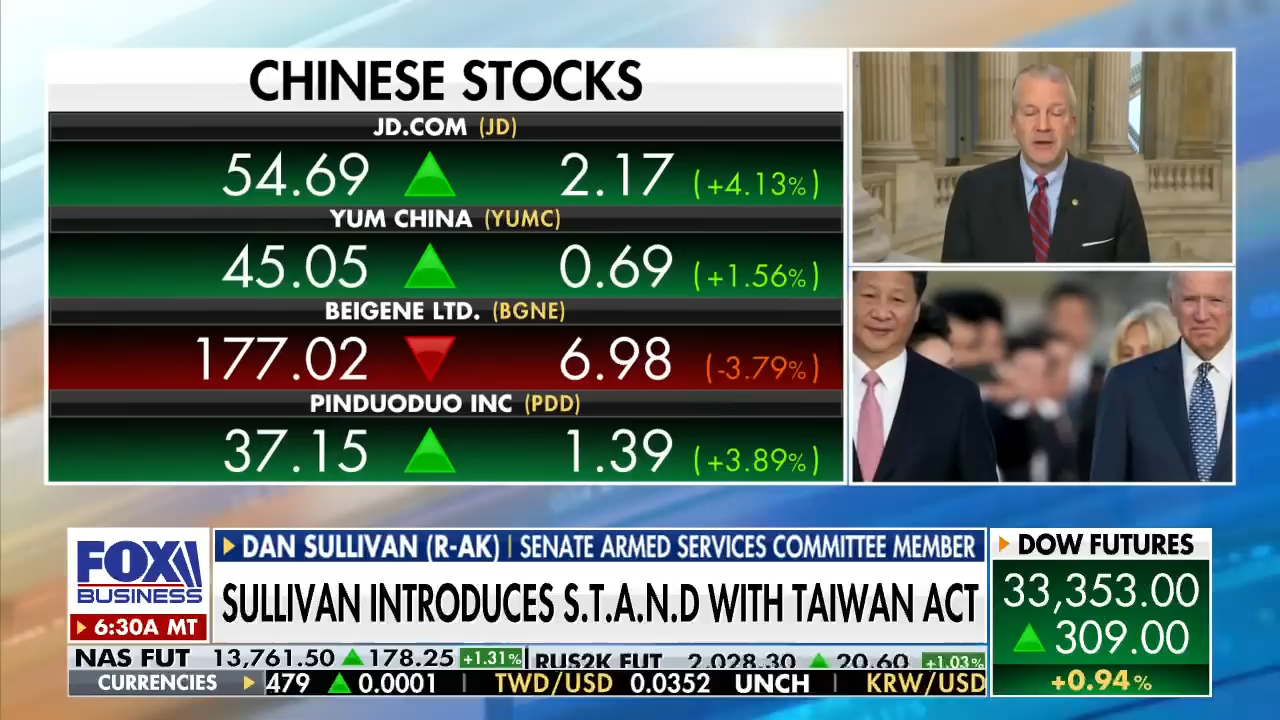 CHINESE STOCKS
JD.COM (JD)
54.69 2.17 (+4.13%)
YUM CHINA (YUMC)
45.05 0.69 (+1.56%)
BEIGENE LTD. (BGNE)
177.02 6.98 (-3.79%)
PINDUODUO INC (PDD)
37.15 1.39 (+3.89%)
FOX
BUSINESS
6:30A MT
DAN SULLIVAN (R-AK) | SENATE ARMED SERVICES COMMITTEE MEMBER
SULLIVAN INTRODUCES S.T.A.N.D WITH TAIWAN ACT
DOW FUTURES
33,353.00
309.00
+0.94%
NAS FUT 13,761.50 178.25 +1.31% RUS2K FUT 2,028.30 20.60 +1.03%
CURRENCIES 479 0.0001 | TWD/USD 0.0352 UNCH | KRW/USD